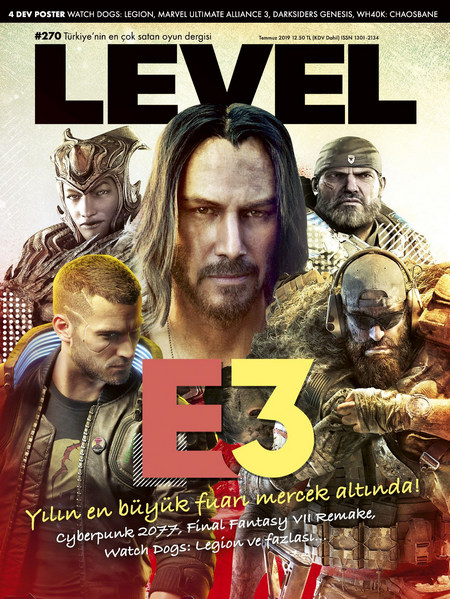 4 DEV POSTER WATCH DOGS: LEGION, MARVEL ULTIMATE ALLIANCE 3, DARKSIDERS GENESIS, WH40K: CHAOSBANE
#270 Türkiye'nin en çok satan oyun dergisi
Temmuz 2019 12.50 TL (KDV Dahil) ISSN 1301-2134
LEVEL
E3
Yılın en büyük fuarı mercek altında!
Cyberpunk 2077, Final Fantasy VII Remake,
Watch Dogs: Legion ve fazlası...